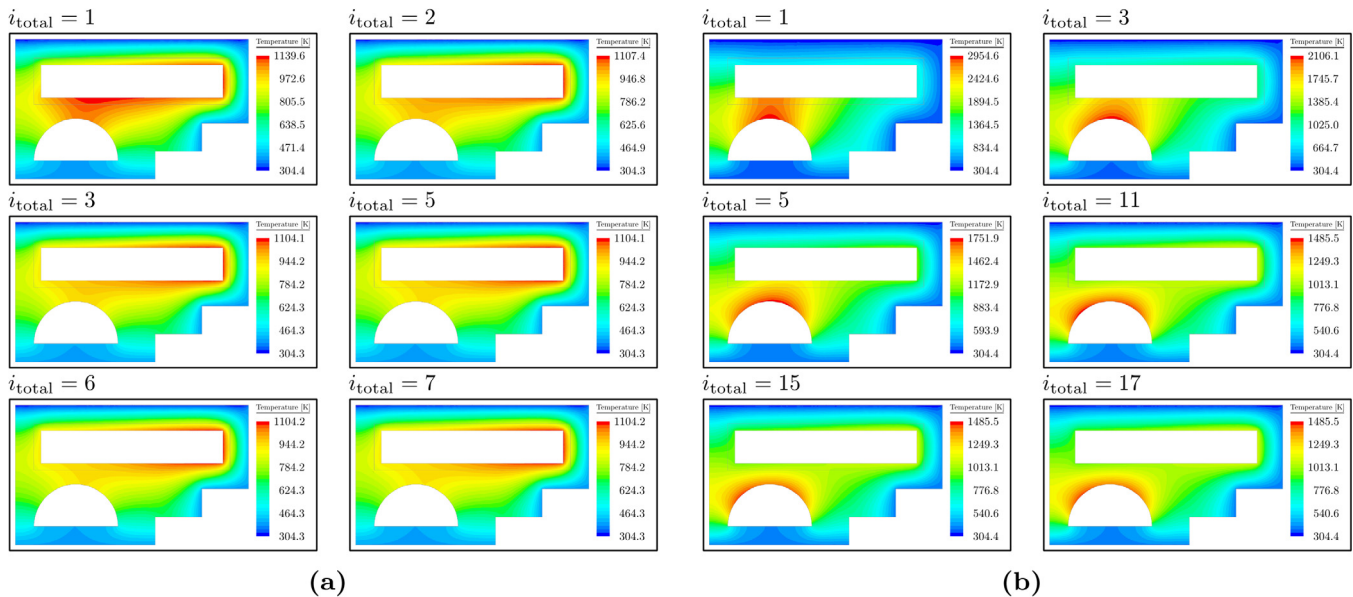 i_total = 1
Temperature [K]
1139.6
972.6
805.5
638.5
471.4
304.4
i_total = 2
Temperature [K]
1107.4
946.8
786.2
625.6
464.9
304.3
i_total = 1
Temperature [K]
2954.6
2424.6
1894.5
1364.5
834.4
304.4
i_total = 3
Temperature [K]
2106.1
1745.7
1385.4
1025.0
664.7
304.4
i_total = 3
Temperature [K]
1104.1
944.2
784.2
624.3
464.3
304.3
i_total = 5
Temperature [K]
1104.1
944.2
784.2
624.3
464.3
304.3
i_total = 5
Temperature [K]
1751.9
1462.4
1172.9
883.4
593.9
304.4
i_total = 11
Temperature [K]
1485.5
1249.3
1013.1
776.8
540.6
304.4
i_total = 6
Temperature [K]
1104.2
944.2
784.2
624.3
464.3
304.3
i_total = 7
Temperature [K]
1104.2
944.2
784.2
624.3
464.3
304.3
i_total = 15
Temperature [K]
1485.5
1249.3
1013.1
776.8
540.6
304.4
i_total = 17
Temperature [K]
1485.5
1249.3
1013.1
776.8
540.6
304.4
(a)
(b)